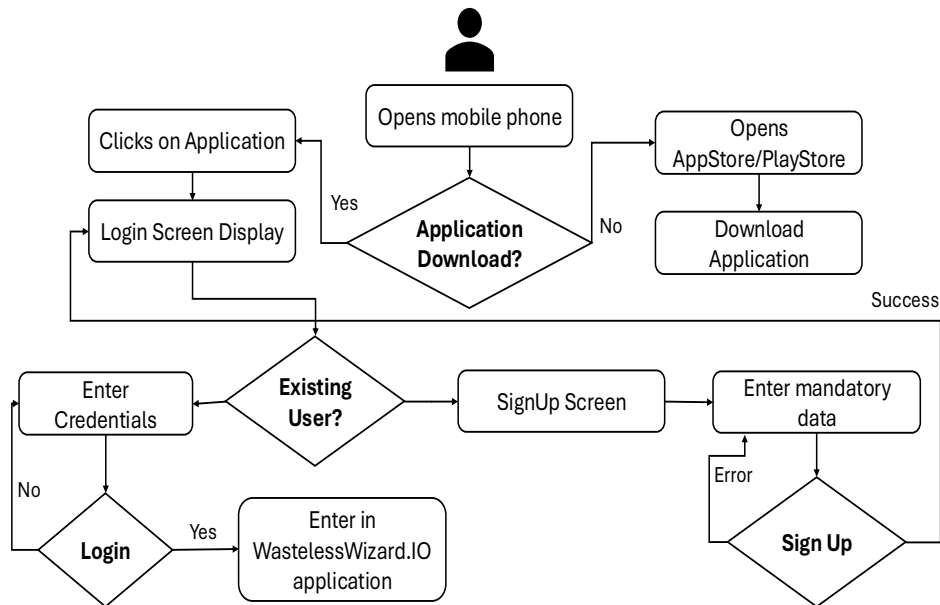 Opens mobile phone
Clicks on Application
Opens
AppStore/PlayStore
Yes
No
Application
Download?
Login Screen Display
Download
Application
Success
Existing
User?
Enter
Credentials
SignUp Screen
Enter mandatory
data
No
Error
Login
Yes
Enter in
WastelessWizard.IO
application
Sign Up